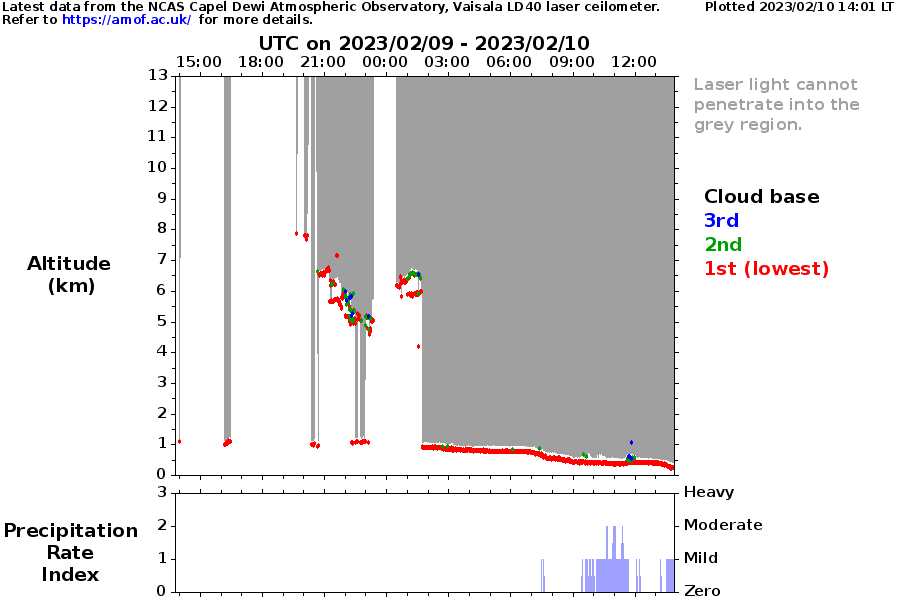 Latest data from the NCAS Capel Dewi Atmospheric Observatory, Vaisala LD40 laser ceilometer. Plotted 2023/02/10 14:01 LT
Refer to https://amof.ac.uk/ for more details.
UTC on 2023/02/09 - 2023/02/10
15:00 18:00 21:00 00:00 03:00 06:00 09:00 12:00
13
12
11
10
9
8
7
6
5
4
3
2
1
0
Altitude
(km)
Laser light cannot
penetrate into the
grey region.
Cloud base
3rd
2nd
1st (lowest)
3 Heavy
2 Moderate
1 Mild
0 Zero
Precipitation
Rate
Index